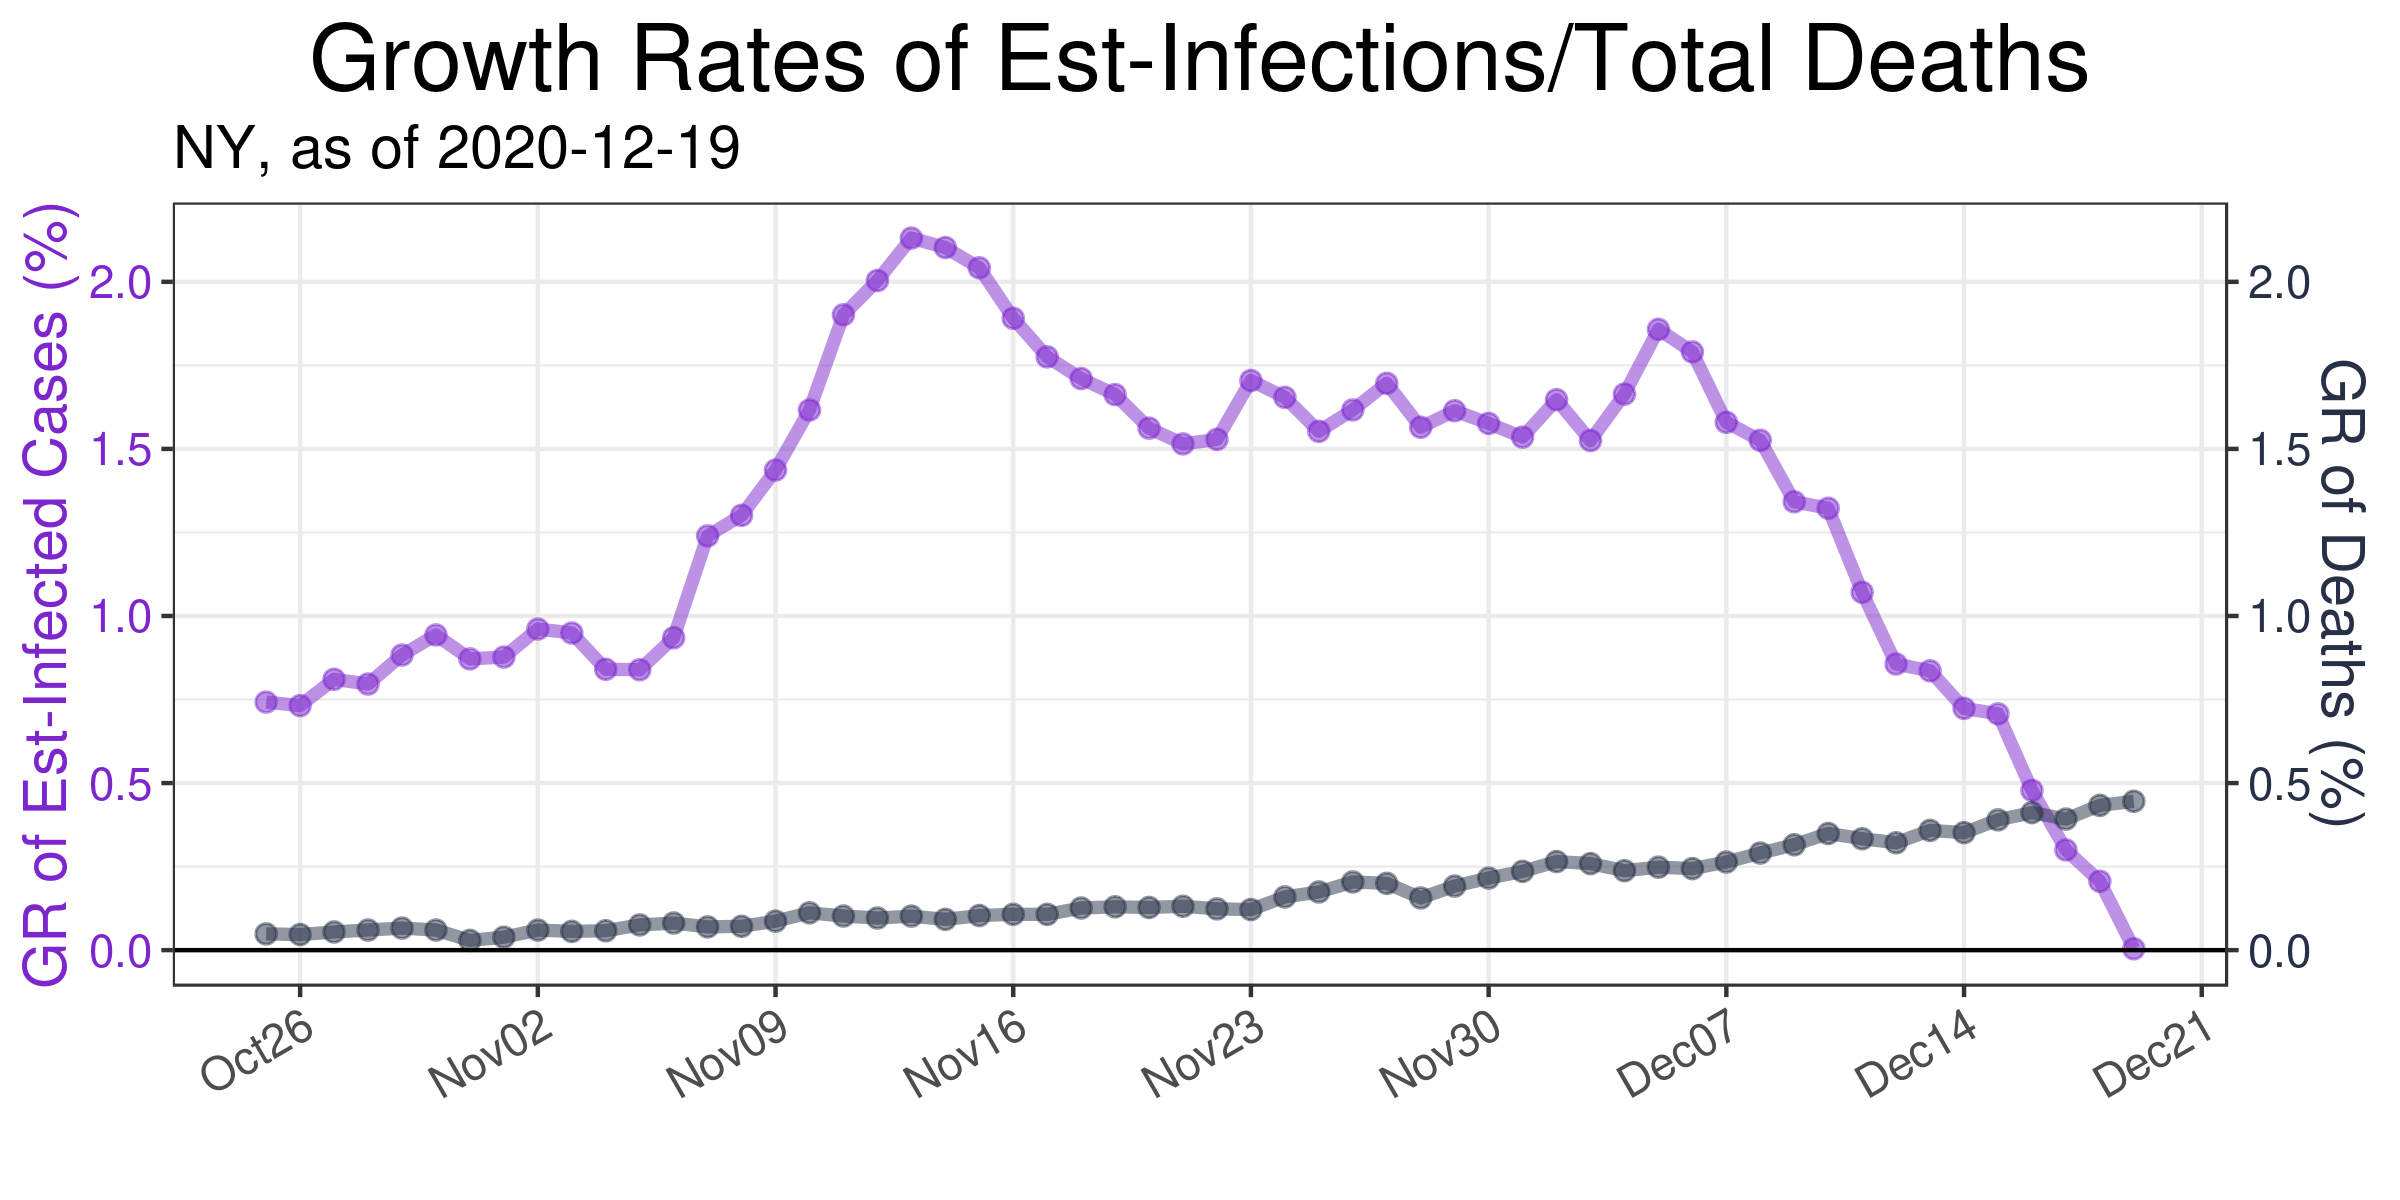 Growth Rates of Est-Infections/Total Deaths
NY, as of 2020-12-19
GR of Est-Infected Cases (%)
2.0
1.5
1.0
0.5
0.0
2.0
1.5
1.0
0.5
0.0
GR of Deaths (%)
Oct26
Nov02
Nov09
Nov16
Nov23
Nov30
Dec07
Dec14
Dec21